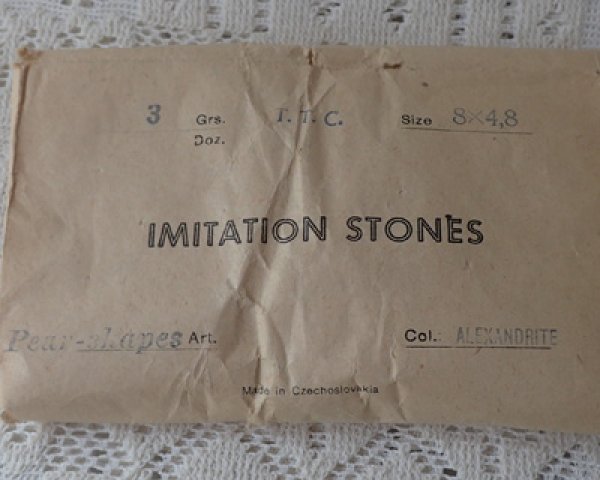 3 Grs. T. T. C. Size 8×4,8
Doz.
IMITATION STONES
Pear-shapes Art. Col.: ALEXANDRITE
Made in Czechoslovakia